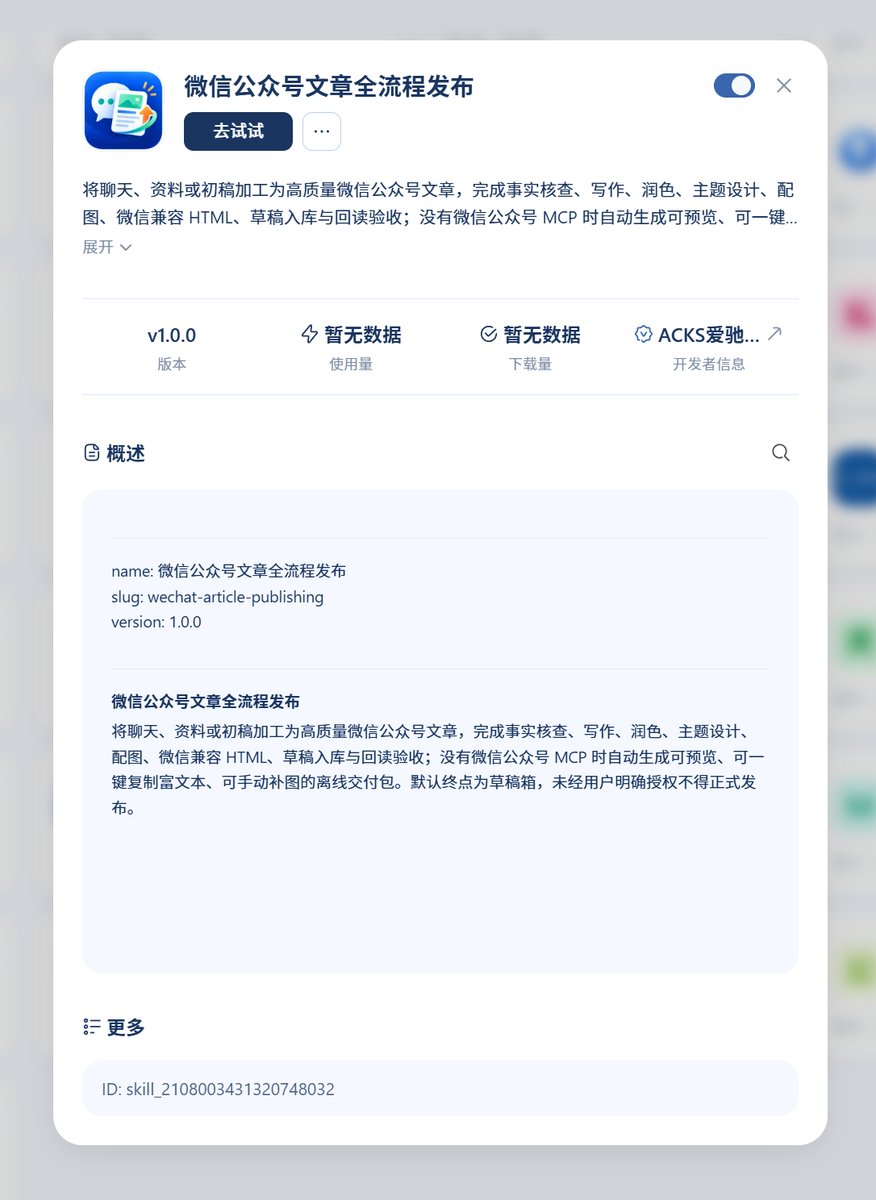 微信公众号文章全流程发布
去试试
...
将聊天、资料或初稿加工为高质量微信公众号文章，完成事实核查、写作、润色、主题设计、配
图、微信兼容 HTML、草稿入库与回读验收；没有微信公众号 MCP 时自动生成可预览、可一键...
展开
v1.0.0
版本
暂无数据
使用量
暂无数据
下载量
ACKS爱驰...
开发者信息
概述
name: 微信公众号文章全流程发布
slug: wechat-article-publishing
version: 1.0.0
微信公众号文章全流程发布
将聊天、资料或初稿加工为高质量微信公众号文章，完成事实核查、写作、润色、主题设计、
配图、微信兼容 HTML、草稿入库与回读验收；没有微信公众号 MCP 时自动生成可预览、可一
键复制富文本、可手动补图的离线交付包。默认终点为草稿箱，未经用户明确授权不得正式发
布。
更多
ID: skill_2108003431320748032